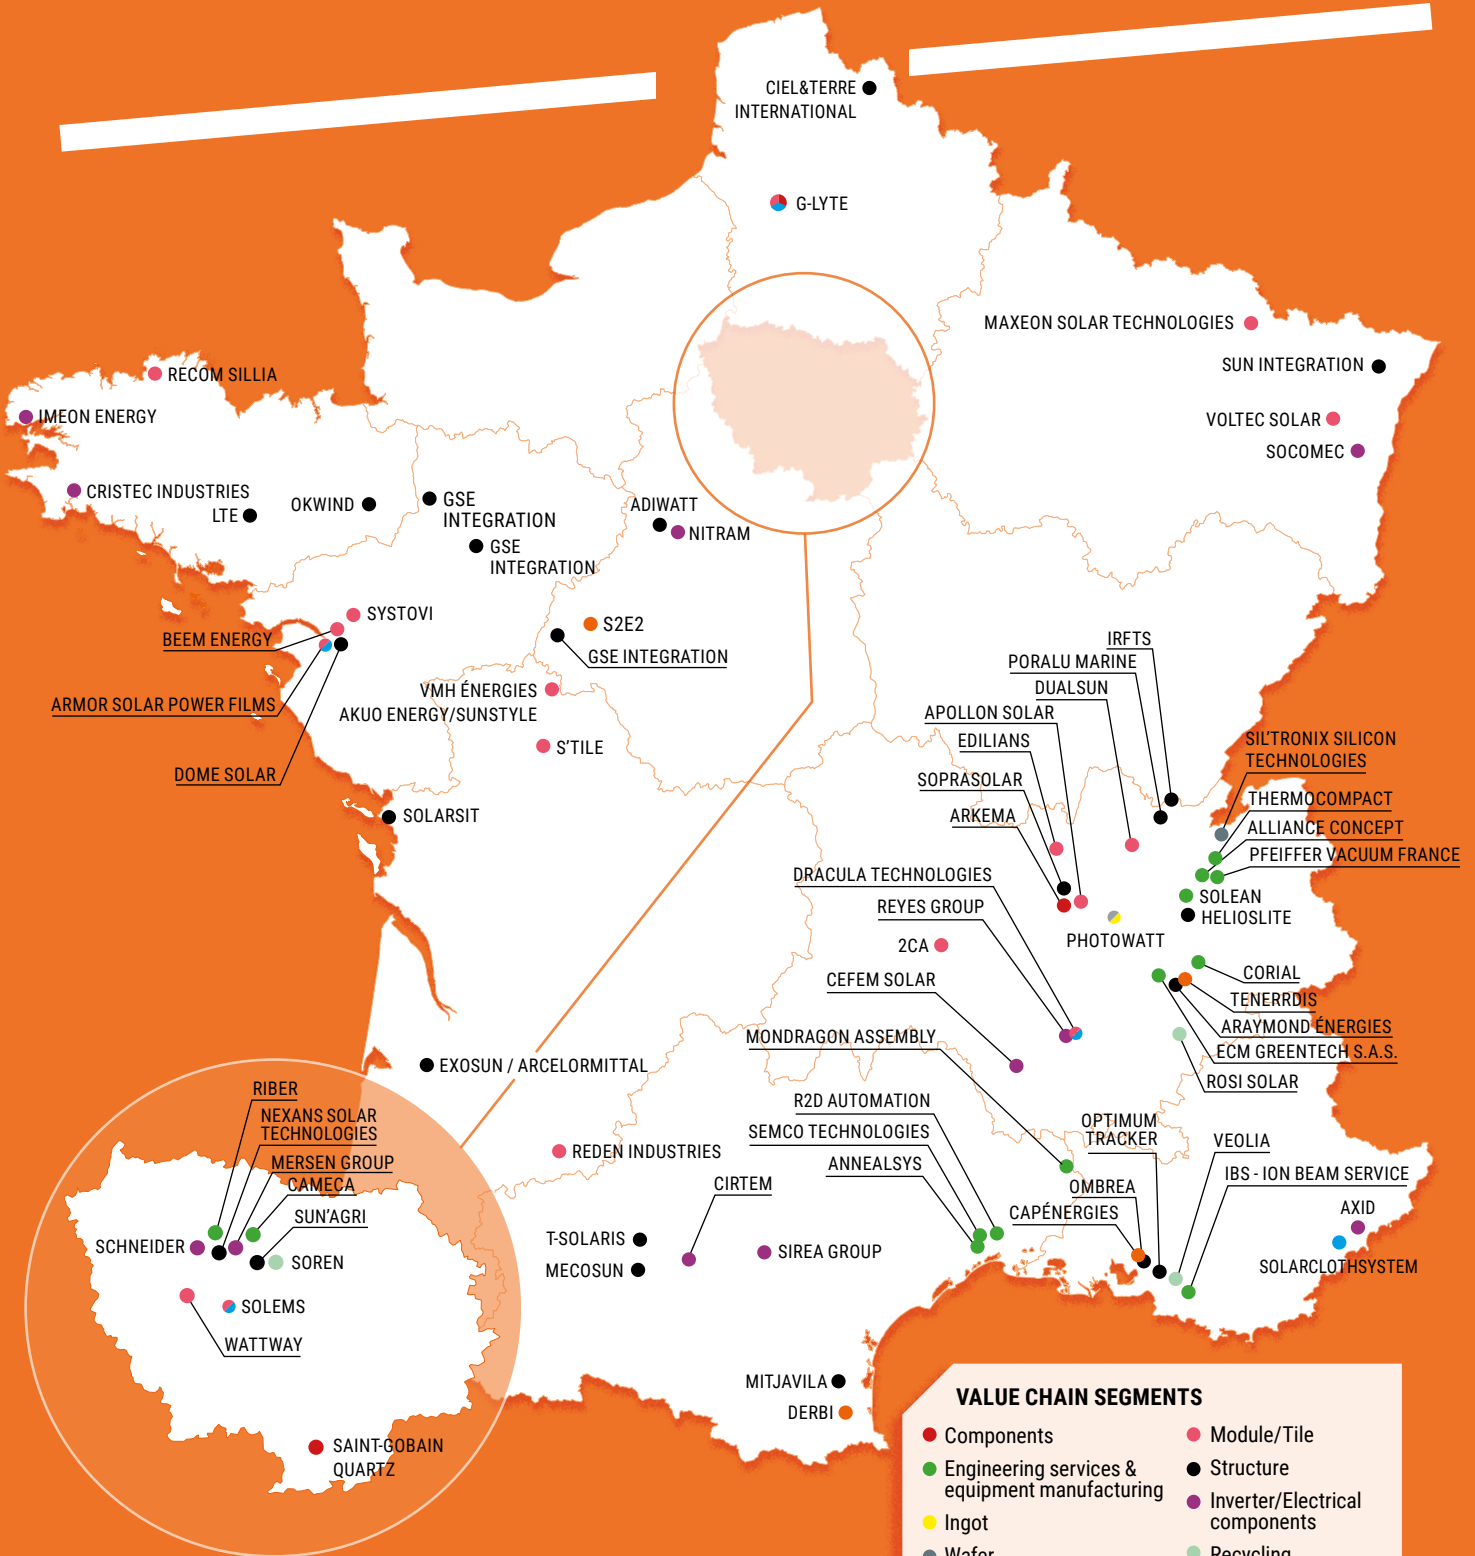 CIEL&TERRE
INTERNATIONAL
G-LYTE
MAXEON SOLAR TECHNOLOGIES
SUN INTEGRATION
RECOM SILLIA
IMEON ENERGY
VOLTEC SOLAR
SOCOMEC
CRISTEC INDUSTRIES
LTE
OKWIND
GSE
INTEGRATION
GSE
INTEGRATION
ADIWATT
NITRAM
SYSTOVI
BEEM ENERGY
S2E2
GSE INTEGRATION
ARMOR SOLAR POWER FILMS
VMH ÉNERGIES
AKUO ENERGY/SUNSTYLE
S'TILE
DOME SOLAR
SOLARSIT
IRFTS
PORALU MARINE
DUALSUN
APOLLON SOLAR
EDILIANS
SOPRASOLAR
ARKEMA
SIL'TRONIX SILICON
TECHNOLOGIES
THERMOCOMPACT
ALLIANCE CONCEPT
PFEIFFER VACUUM FRANCE
SOLEAN
HELIOSLITE
DRACULA TECHNOLOGIES
REYES GROUP
2CA
PHOTOWATT
CEFEM SOLAR
CORIAL
TENERRDIS
ARAYMOND ÉNERGIES
ECM GREENTECH S.A.S.
ROSI SOLAR
MONDRAGON ASSEMBLY
EXOSUN / ARCELORMITTAL
R2D AUTOMATION
SEMCO TECHNOLOGIES
ANNEALSYS
OPTIMUM
TRACKER
VEOLIA
IBS - ION BEAM SERVICE
OMBREA
CAPÉNERGIES
AXID
SOLARCLOTHSYSTEM
REDEN INDUSTRIES
CIRTEM
T-SOLARIS
MECOSUN
SIREA GROUP
MITJAVILA
DERBI
RIBER
NEXANS SOLAR
TECHNOLOGIES
MERSEN GROUP
CAMECA
SUN'AGRI
SCHNEIDER
SOREN
SOLEMS
WATTWAY
SAINT-GOBAIN
QUARTZ
VALUE CHAIN SEGMENTS
Components
Engineering services &
equipment manufacturing
Ingot
Wafer
Module/Tile
Structure
Inverter/Electrical
components
Recycling